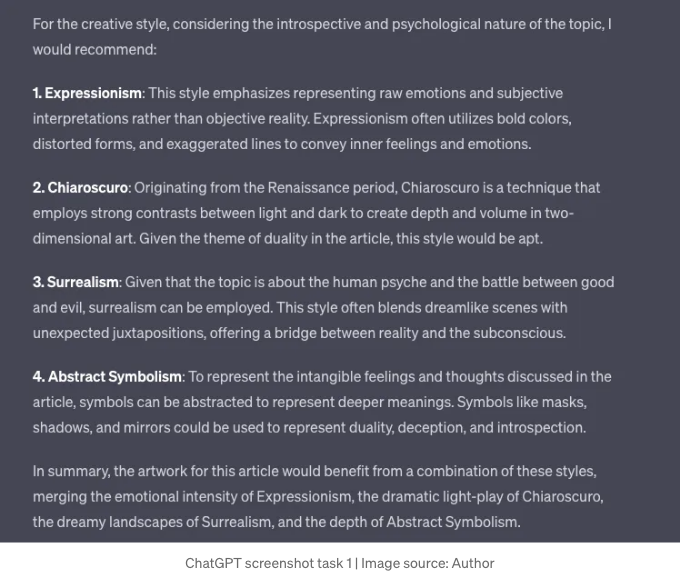 For the creative style, considering the introspective and psychological nature of the topic, I
would recommend:
1. Expressionism: This style emphasizes representing raw emotions and subjective
interpretations rather than objective reality. Expressionism often utilizes bold colors,
distorted forms, and exaggerated lines to convey inner feelings and emotions.
2. Chiaroscuro: Originating from the Renaissance period, Chiaroscuro is a technique that
employs strong contrasts between light and dark to create depth and volume in two-
dimensional art. Given the theme of duality in the article, this style would be apt.
3. Surrealism: Given that the topic is about the human psyche and the battle between good
and evil, surrealism can be employed. This style often blends dreamlike scenes with
unexpected juxtapositions, offering a bridge between reality and the subconscious.
4. Abstract Symbolism: To represent the intangible feelings and thoughts discussed in the
article, symbols can be abstracted to represent deeper meanings. Symbols like masks,
shadows, and mirrors could be used to represent duality, deception, and introspection.
In summary, the artwork for this article would benefit from a combination of these styles,
merging the emotional intensity of Expressionism, the dramatic light-play of Chiaroscuro,
the dreamy landscapes of Surrealism, and the depth of Abstract Symbolism.
ChatGPT screenshot task 1 | Image source: Author